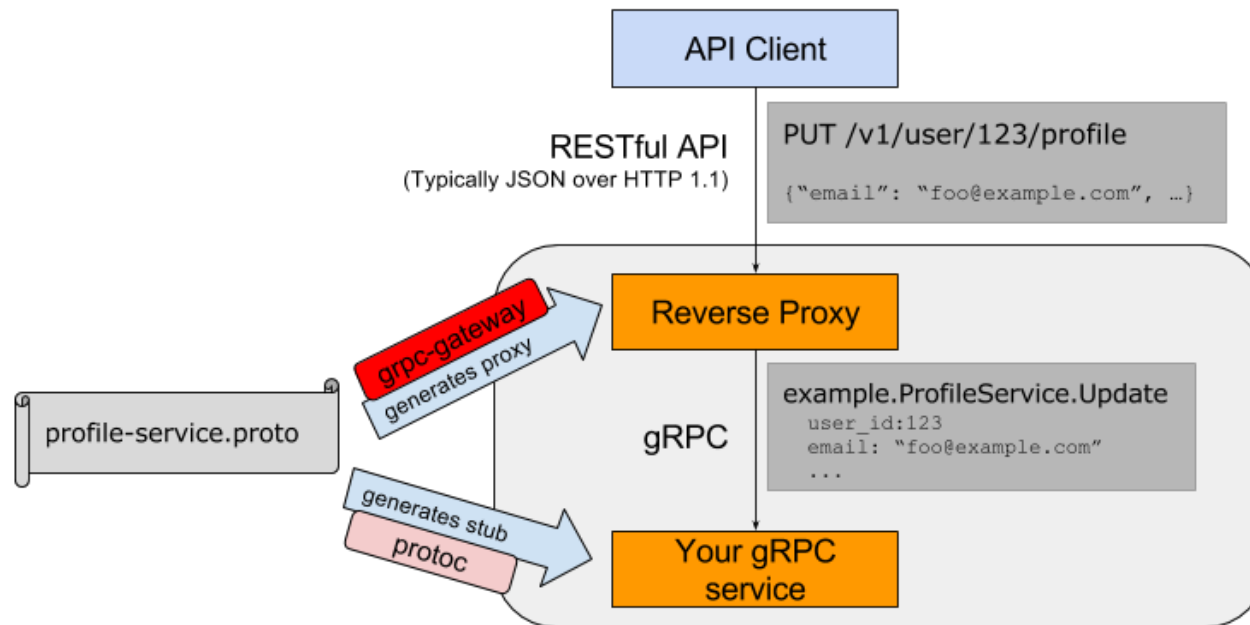 API Client
RESTful API
(Typically JSON over HTTP 1.1)
PUT /v1/user/123/profile
{“email”: “foo@example.com”, …}
grpc-gateway
generates proxy
Reverse Proxy
profile-service.proto
gRPC
example.ProfileService.Update
user_id:123
email: “foo@example.com”
...
generates stub
protoc
Your gRPC
service